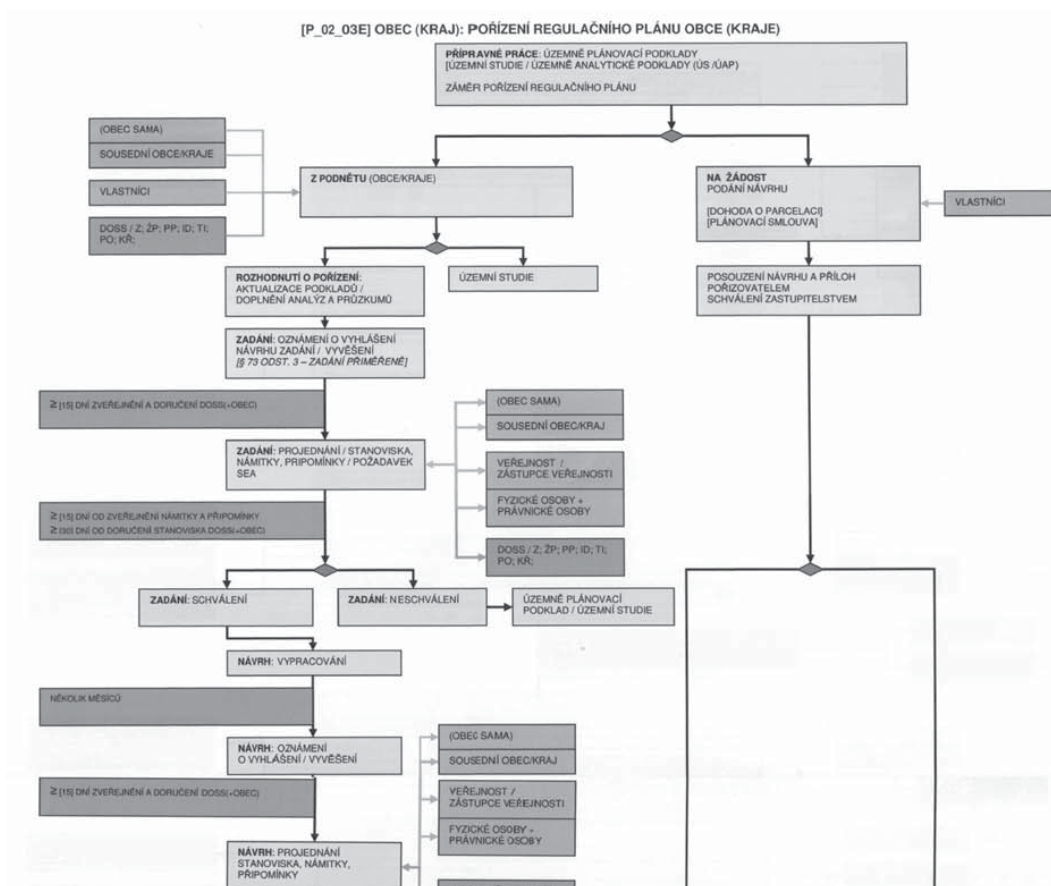 [P_02_03E] OBEC (KRAJ): POŘÍZENÍ REGULAČNÍHO PLÁNU OBCE (KRAJE)
PŘÍPRAVNÉ PRÁCE: ÚZEMNĚ PLÁNOVACÍ PODKLADY
[ÚZEMNÍ STUDIE / ÚZEMNĚ ANALYTICKÉ PODKLADY (ÚS /ÚAP)
ZÁMĚR POŘÍZENÍ REGULAČNÍHO PLÁNU
(OBEC SAMA)
SOUSEDNÍ OBCE/KRAJE
VLASTNÍCI
DOSS / Z; ŽP; PP; ID; TI;
PO; KŘ;
Z PODNĚTU (OBCE/KRAJE)
NA ŽÁDOST
PODÁNÍ NÁVRHU
[DOHODA O PARCELACI]
[PLÁNOVACÍ SMLOUVA]
VLASTNÍCI
ROZHODNUTÍ O POŘÍZENÍ:
AKTUALIZACE PODKLADŮ /
DOPLNĚNÍ ANALÝZ A PRŮZKUMŮ
ÚZEMNÍ STUDIE
POSOUZENÍ NÁVRHU A PŘÍLOH
POŘIZOVATELEM
SCHVÁLENÍ ZASTUPITELSTVEM
ZADÁNÍ: OZNÁMENÍ O VYHLÁŠENÍ
NÁVRHU ZADÁNÍ / VYVĚŠENÍ
[§ 73 ODST. 3 – ZADÁNÍ PŘIMĚŘENĚ]
≥ [15] DNÍ ZVEŘEJNĚNÍ A DORUČENÍ DOSS(+OBEC)
(OBEC SAMA)
SOUSEDNÍ OBEC/KRAJ
ZADÁNÍ: PROJEDNÁNÍ / STANOVISKA,
NÁMITKY, PRIPOMÍNKY / POŽADAVEK
SEA
VEŘEJNOST /
ZÁSTUPCE VEŘEJNOSTI
FYZICKÉ OSOBY +
PRÁVNICKÉ OSOBY
≥ [15] DNÍ OD ZVEŘEJNĚNÍ NÁMITKY A PŘIPOMÍNKY
≥ [30] DNÍ OD DORUČENÍ STANOVISKA DOSS(+OBEC)
DOSS / Z; ŽP; PP; ID; TI;
PO; KŘ;
ZADÁNÍ: SCHVÁLENÍ
ZADÁNÍ: NESCHVÁLENÍ
ÚZEMNĚ PLÁNOVACÍ
PODKLAD / ÚZEMNÍ STUDIE
NÁVRH: VYPRACOVÁNÍ
NĚKOLIK MĚSÍCŮ
NÁVRH: OZNÁMENÍ
O VYHLÁŠENÍ / VYVĚŠENÍ
(OBEC SAMA)
SOUSEDNÍ OBEC/KRAJ
≥ [15] DNÍ ZVEŘEJNĚNÍ A DORUČENÍ DOSS(+OBEC)
VEŘEJNOST /
ZÁSTUPCE VEŘEJNOSTI
FYZICKÉ OSOBY +
PRÁVNICKÉ OSOBY
NÁVRH: PROJEDNÁNÍ
STANOVISKA, NÁMITKY,
PŘIPOMÍNKY